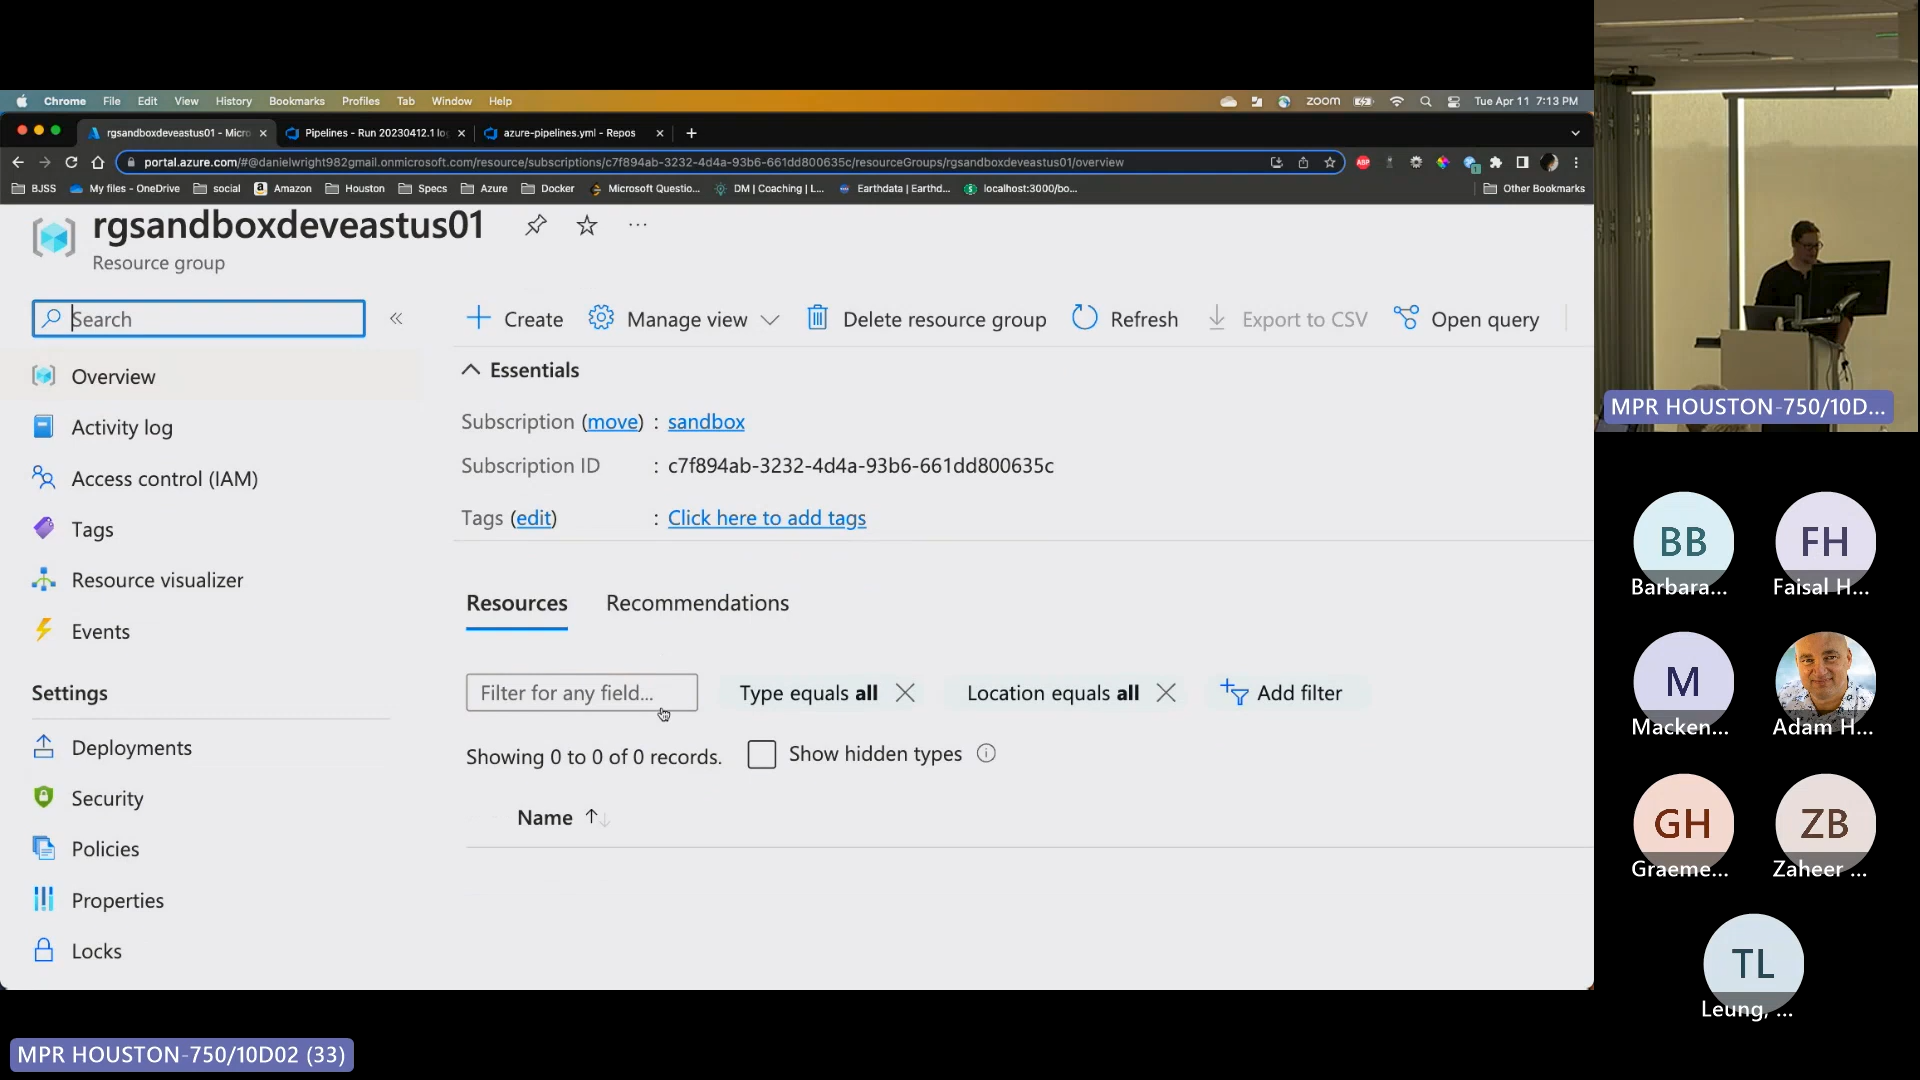 Chrome File Edit View History Bookmarks Profiles Tab Window Help
zoom Tue Apr 11 7:13 PM
rgsandboxdeveastus01 - Micro
Pipelines - Run 20230412.1 lo
azure-pipelines.yml - Repos
portal.azure.com/#@danielwright982gmail.onmicrosoft.com/resource/subscriptions/c7f894ab-3232-4d4a-93b6-661dd800635c/resourceGroups/rgsandboxdeveastus01/overview
ABP
BJSS My files - OneDrive social Amazon Houston Specs Azure Docker Microsoft Questio... DM | Coaching | L... Earthdata | Earthd... localhost:3000/bo... Other Bookmarks
rgsandboxdeveastus01
...
Resource group
Search
«
Create Manage view Delete resource group Refresh Export to CSV Open query
Overview
Activity log
Access control (IAM)
Tags
Resource visualizer
Events
Settings
Deployments
Security
Policies
Properties
Locks
Essentials
Subscription (move) : sandbox
Subscription ID : c7f894ab-3232-4d4a-93b6-661dd800635c
Tags (edit) : Click here to add tags
Resources Recommendations
Filter for any field...
Type equals all
Location equals all
Add filter
Showing 0 to 0 of 0 records.
Show hidden types
Name ↑↓
MPR HOUSTON-750/10D...
BB
Barbara...
FH
Faisal H...
M
Macken...
Adam H...
GH
Graeme...
ZB
Zaheer ...
TL
Leung, ...
MPR HOUSTON-750/10D02 (33)